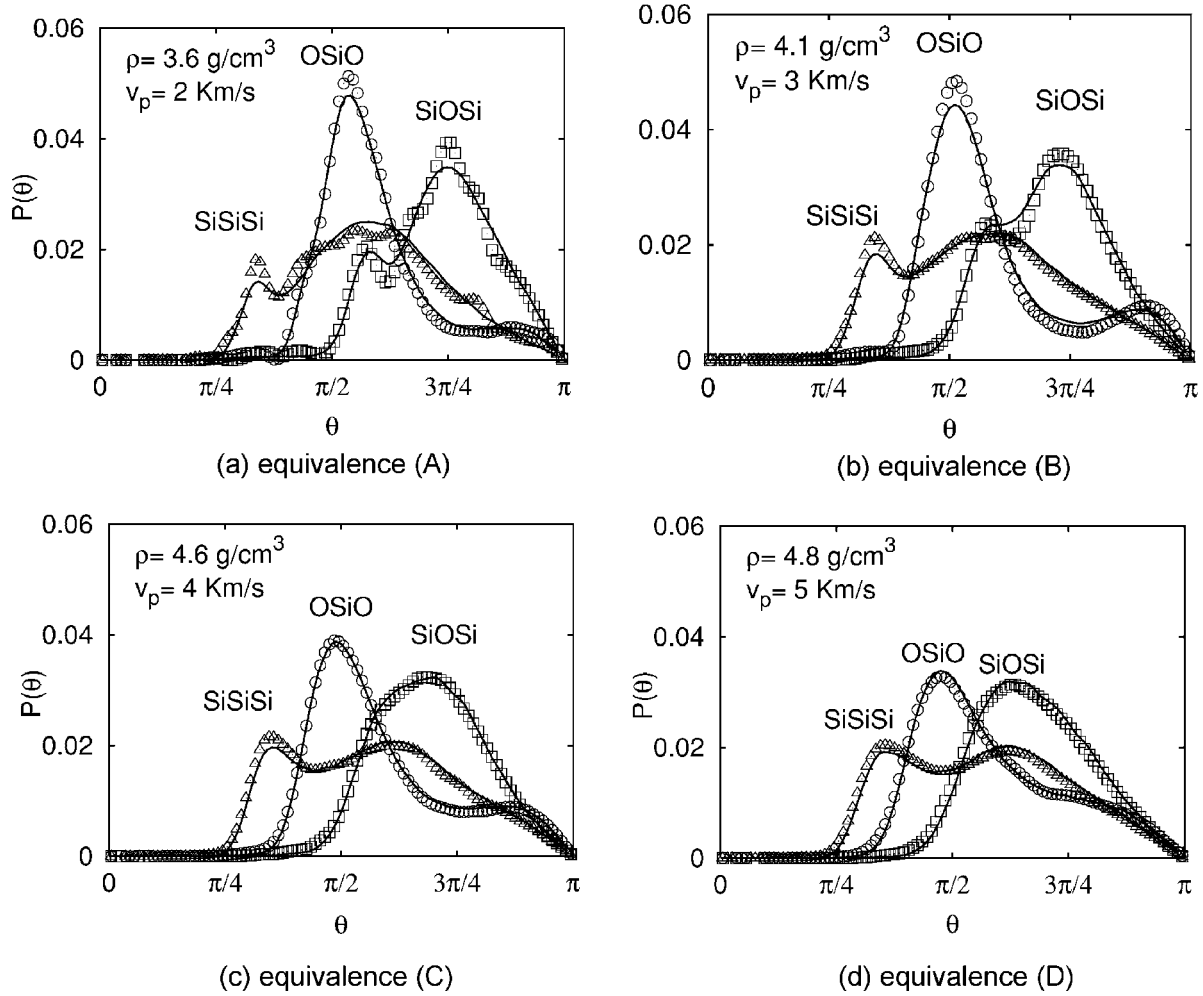 0.06
ρ= 3.6 g/cm³
v_p= 2 Km/s
OSiO
SiOSi
SiSiSi
0.04
0.02
0
P(θ)
0
π/4
π/2
3π/4
π
θ
(a) equivalence (A)
0.06
ρ= 4.1 g/cm³
v_p= 3 Km/s
OSiO
SiOSi
SiSiSi
0.04
0.02
0
P(θ)
0
π/4
π/2
3π/4
π
θ
(b) equivalence (B)
0.06
ρ= 4.6 g/cm³
v_p= 4 Km/s
OSiO
SiOSi
SiSiSi
0.04
0.02
0
P(θ)
0
π/4
π/2
3π/4
π
θ
(c) equivalence (C)
0.06
ρ= 4.8 g/cm³
v_p= 5 Km/s
OSiO
SiOSi
SiSiSi
0.04
0.02
0
P(θ)
0
π/4
π/2
3π/4
π
θ
(d) equivalence (D)